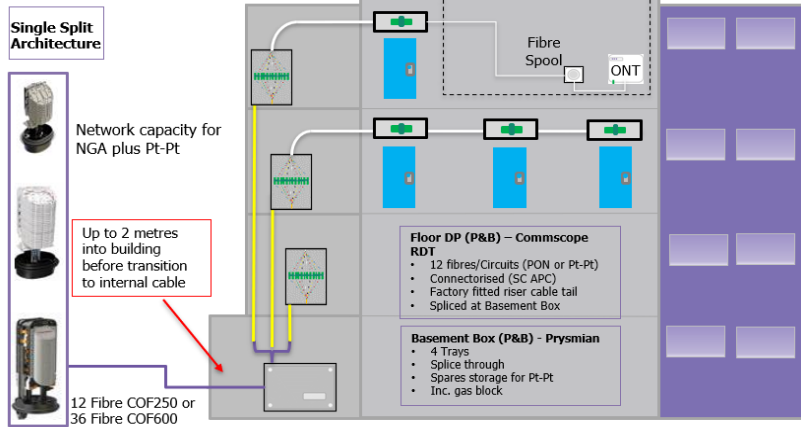 Single Split
Architecture
Network capacity for
NGA plus Pt-Pt
Up to 2 metres
into building
before transition
to internal cable
12 Fibre COF250 or
36 Fibre COF600
Fibre
Spool
ONT
Floor DP (P&B) – Commscope
RDT
• 12 fibres/Circuits (PON or Pt-Pt)
• Connectorised (SC APC)
• Factory fitted riser cable tail
• Spliced at Basement Box
Basement Box (P&B) - Prysmian
• 4 Trays
• Splice through
• Spares storage for Pt-Pt
• Inc. gas block